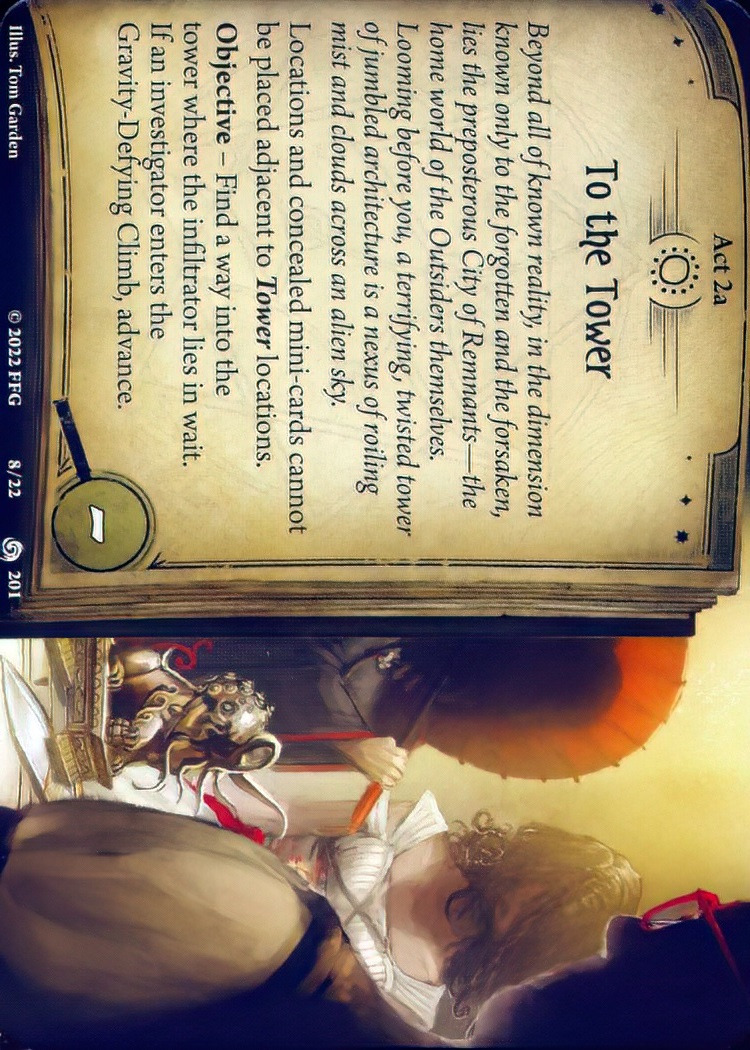 Act 2a
To the Tower
Beyond all of known reality, in the dimension
known only to the forgotten and the forsaken,
lies the preposterous City of Remnants—the
home world of the Outsiders themselves.
Looming before you, a terrifying, twisted tower
of jumbled architecture is a nexus of roiling
mist and clouds across an alien sky.
Locations and concealed mini-cards cannot
be placed adjacent to Tower locations.
Objective – Find a way into the
tower where the infiltrator lies in wait.
If an investigator enters the
Gravity-Defying Climb, advance.
–
Illus. Tom Garden © 2022 FFG 8/22 201